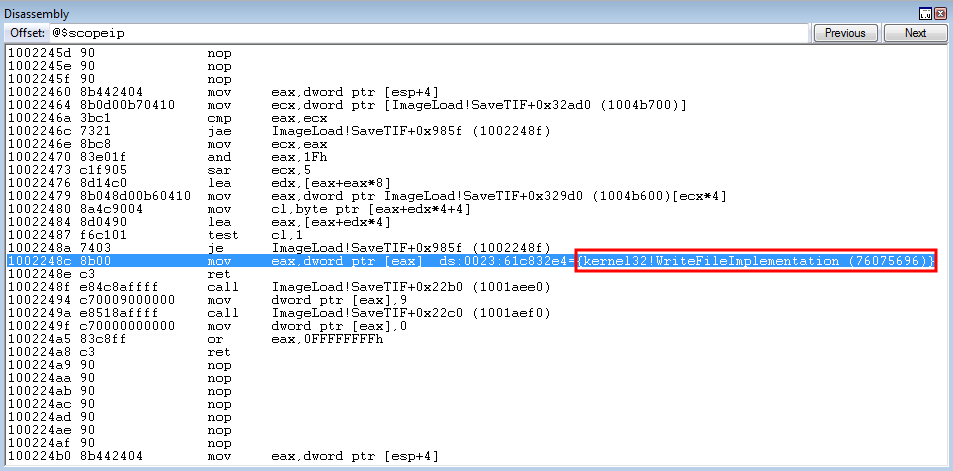 Disassembly
Offset: @$scopeip Previous Next
1002245d 90 nop
1002245e 90 nop
1002245f 90 nop
10022460 8b442404 mov eax,dword ptr [esp+4]
10022464 8b0d00b70410 mov ecx,dword ptr [ImageLoad!SaveTIF+0x32ad0 (1004b700)]
1002246a 3bc1 cmp eax,ecx
1002246c 7321 jae ImageLoad!SaveTIF+0x985f (1002248f)
1002246e 8bc8 mov ecx,eax
10022470 83e01f and eax,1Fh
10022473 c1f905 sar ecx,5
10022476 8d14c0 lea edx,[eax+eax*8]
10022479 8b048d00b60410 mov eax,dword ptr ImageLoad!SaveTIF+0x329d0 (1004b600)[ecx*4]
10022480 8a4c9004 mov cl,byte ptr [eax+edx*4+4]
10022484 8d0490 lea eax,[eax+edx*4]
10022487 f6c101 test cl,1
1002248a 7403 je ImageLoad!SaveTIF+0x985f (1002248f)
1002248c 8b00 mov eax,dword ptr [eax] ds:0023:61c832e4={kernel32!WriteFileImplementation (76075696)}
1002248e c3 ret
1002248f e84c8affff call ImageLoad!SaveTIF+0x22b0 (1001aee0)
10022494 c70009000000 mov dword ptr [eax],9
1002249a e8518affff call ImageLoad!SaveTIF+0x22c0 (1001aef0)
1002249f c70000000000 mov dword ptr [eax],0
100224a5 83c8ff or eax,0FFFFFFFFh
100224a8 c3 ret
100224a9 90 nop
100224aa 90 nop
100224ab 90 nop
100224ac 90 nop
100224ad 90 nop
100224ae 90 nop
100224af 90 nop
100224b0 8b442404 mov eax,dword ptr [esp+4]